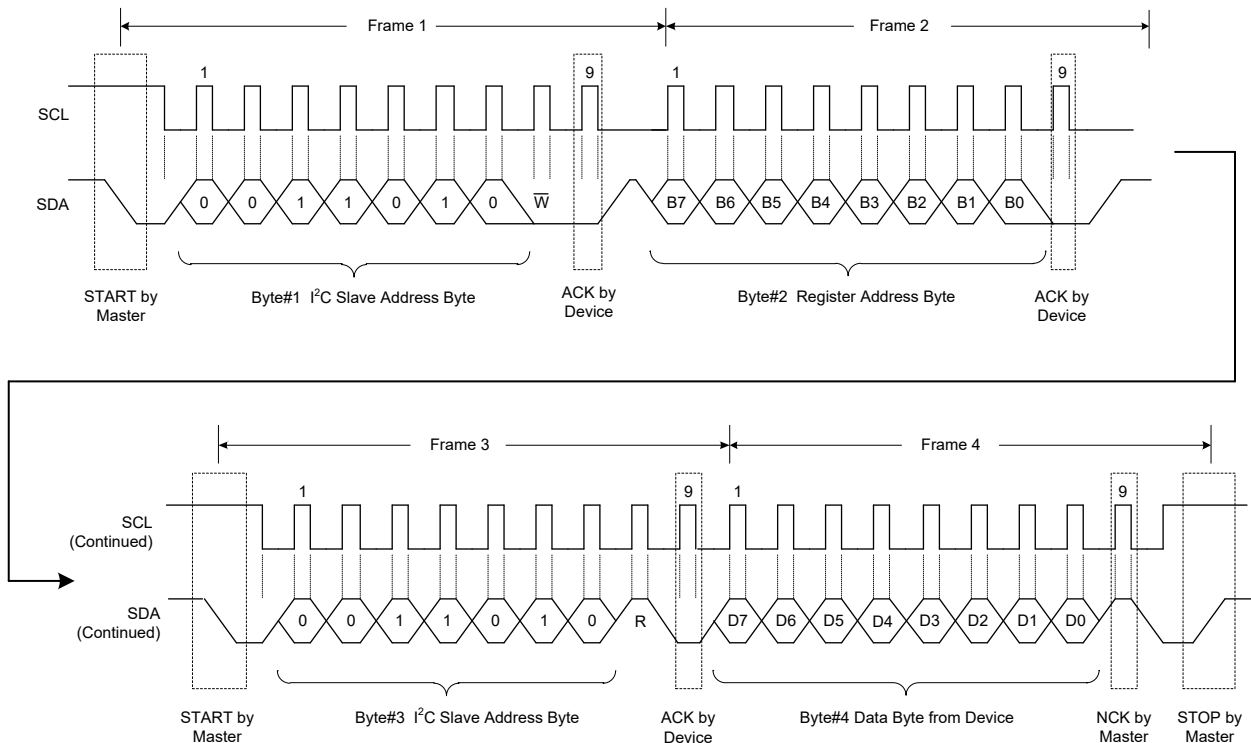 Frame 1 Frame 2
1 9 1 9
SCL
SDA 0 0 1 1 0 1 0 W̅ B7 B6 B5 B4 B3 B2 B1 B0
START by
Master
Byte#1 I²C Slave Address Byte
ACK by
Device
Byte#2 Register Address Byte
ACK by
Device
Frame 3 Frame 4
1 9 1 9
SCL
(Continued)
SDA
(Continued)
0 0 1 1 0 1 0 R D7 D6 D5 D4 D3 D2 D1 D0
START by
Master
Byte#3 I²C Slave Address Byte
ACK by
Device
Byte#4 Data Byte from Device
NCK by
Master
STOP by
Master